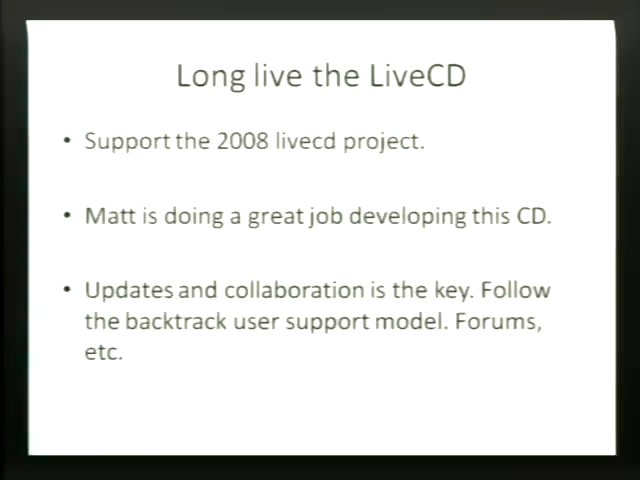 Long live the LiveCD
• Support the 2008 livecd project.
• Matt is doing a great job developing this CD.
• Updates and collaboration is the key. Follow
the backtrack user support model. Forums,
etc.